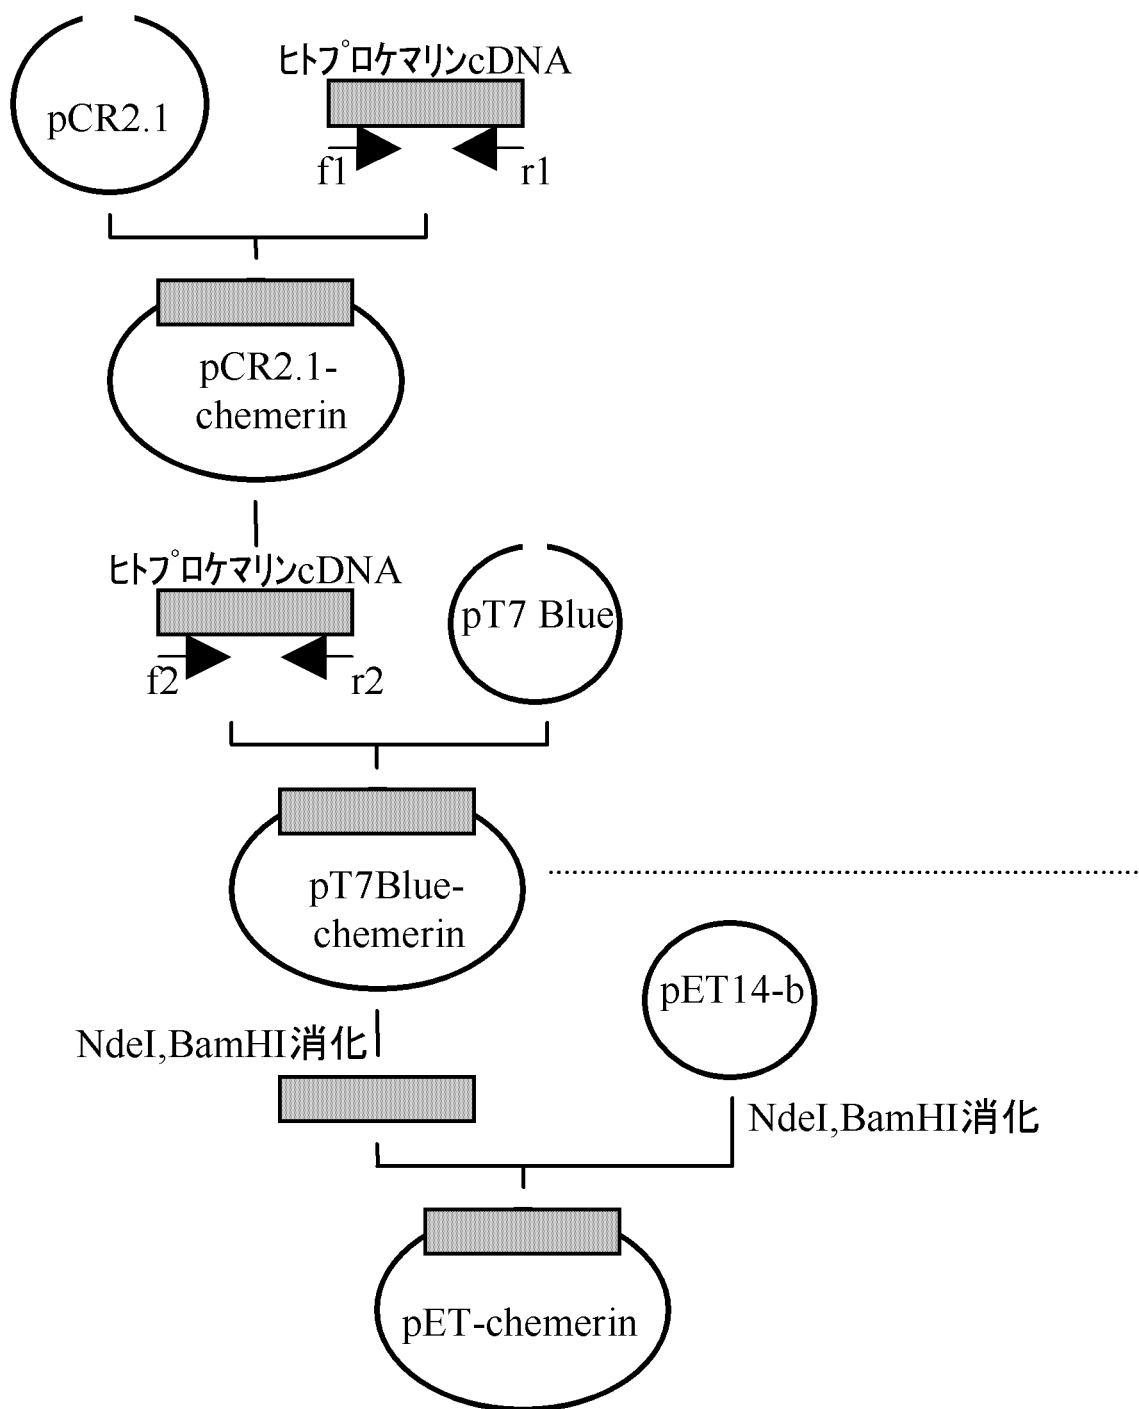 pCR2.1
ﾋﾄﾌﾟﾛｹﾏﾘﾝcDNA
f1
r1
pCR2.1-
chemerin
ﾋﾄﾌﾟﾛｹﾏﾘﾝcDNA
pT7 Blue
f2
r2
pT7Blue-
chemerin
pET14-b
NdeI,BamHI消化
NdeI,BamHI消化
pET-chemerin